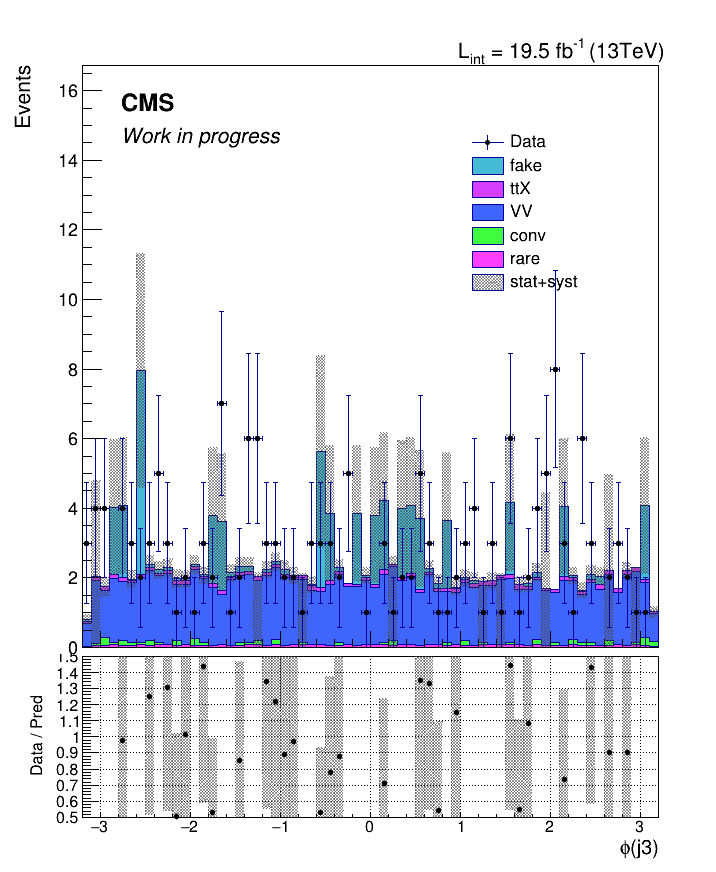 L_int = 19.5 fb^-1 (13TeV)
Events
CMS
Work in progress
Data
fake
ttX
VV
conv
rare
stat+syst
16
14
12
10
8
6
4
2
0
Data / Pred
1.5
1.4
1.3
1.2
1.1
1
0.9
0.8
0.7
0.6
0.5
−3 −2 −1 0 1 2 3
ϕ(j3)